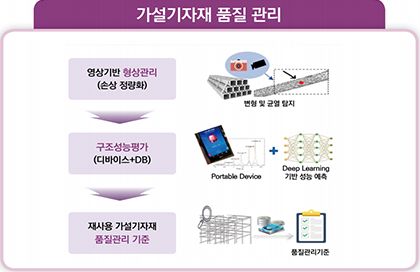 가설기자재 품질 관리
영상기반 형상관리
(손상 정량화)
변형 및 균열 탐지
구조성능평가
(디바이스+DB)
Portable Device
Deep Learning
기반 성능 예측
재사용 가설기자재
품질관리 기준
품질관리기준